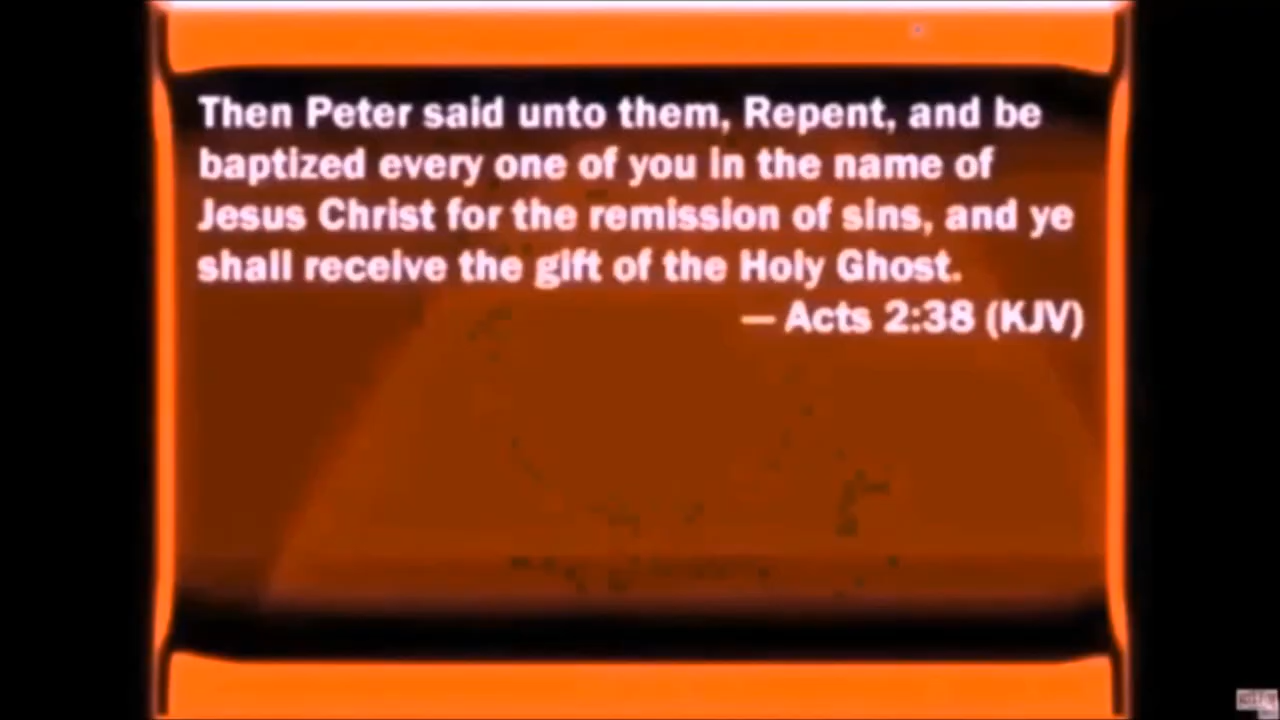 Then Peter said unto them, Repent, and be
baptized every one of you in the name of
Jesus Christ for the remission of sins, and ye
shall receive the gift of the Holy Ghost.
— Acts 2:38 (KJV)